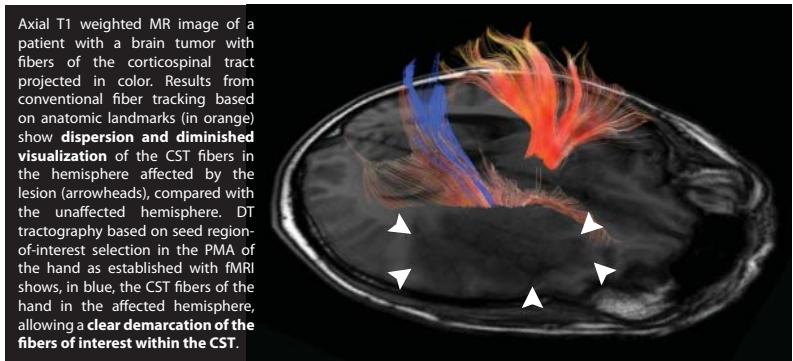 Axial T1 weighted MR image of a
patient with a brain tumor with
fibers of the corticospinal tract
projected in color. Results from
conventional fiber tracking based
on anatomic landmarks (in orange)
show dispersion and diminished
visualization of the CST fibers in
the hemisphere affected by the
lesion (arrowheads), compared with
the unaffected hemisphere. DT
tractography based on seed region-
of-interest selection in the PMA of
the hand as established with fMRI
shows, in blue, the CST fibers of the
hand in the affected hemisphere,
allowing a clear demarcation of the
fibers of interest within the CST.